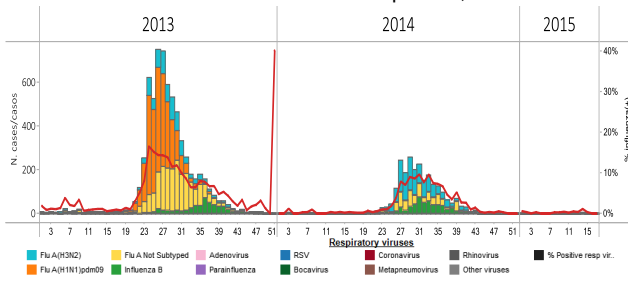 2013 2014 2015
N. cases/casos
600
400
200
0
40%
30%
20%
10%
0%
3 7 11 15 19 23 27 31 35 39 43 47 51 3 7 11 15 19 23 27 31 35 39 43 47 51 3 7 11 15
Respiratory viruses
Flu A(H3N2) Flu A Not Subtyped Adenovirus RSV Coronavirus Rhinovirus % Positive resp vir..
Flu A(H1N1)pdm09 Influenza B Parainfluenza Bocavirus Metapneumovirus Other viruses